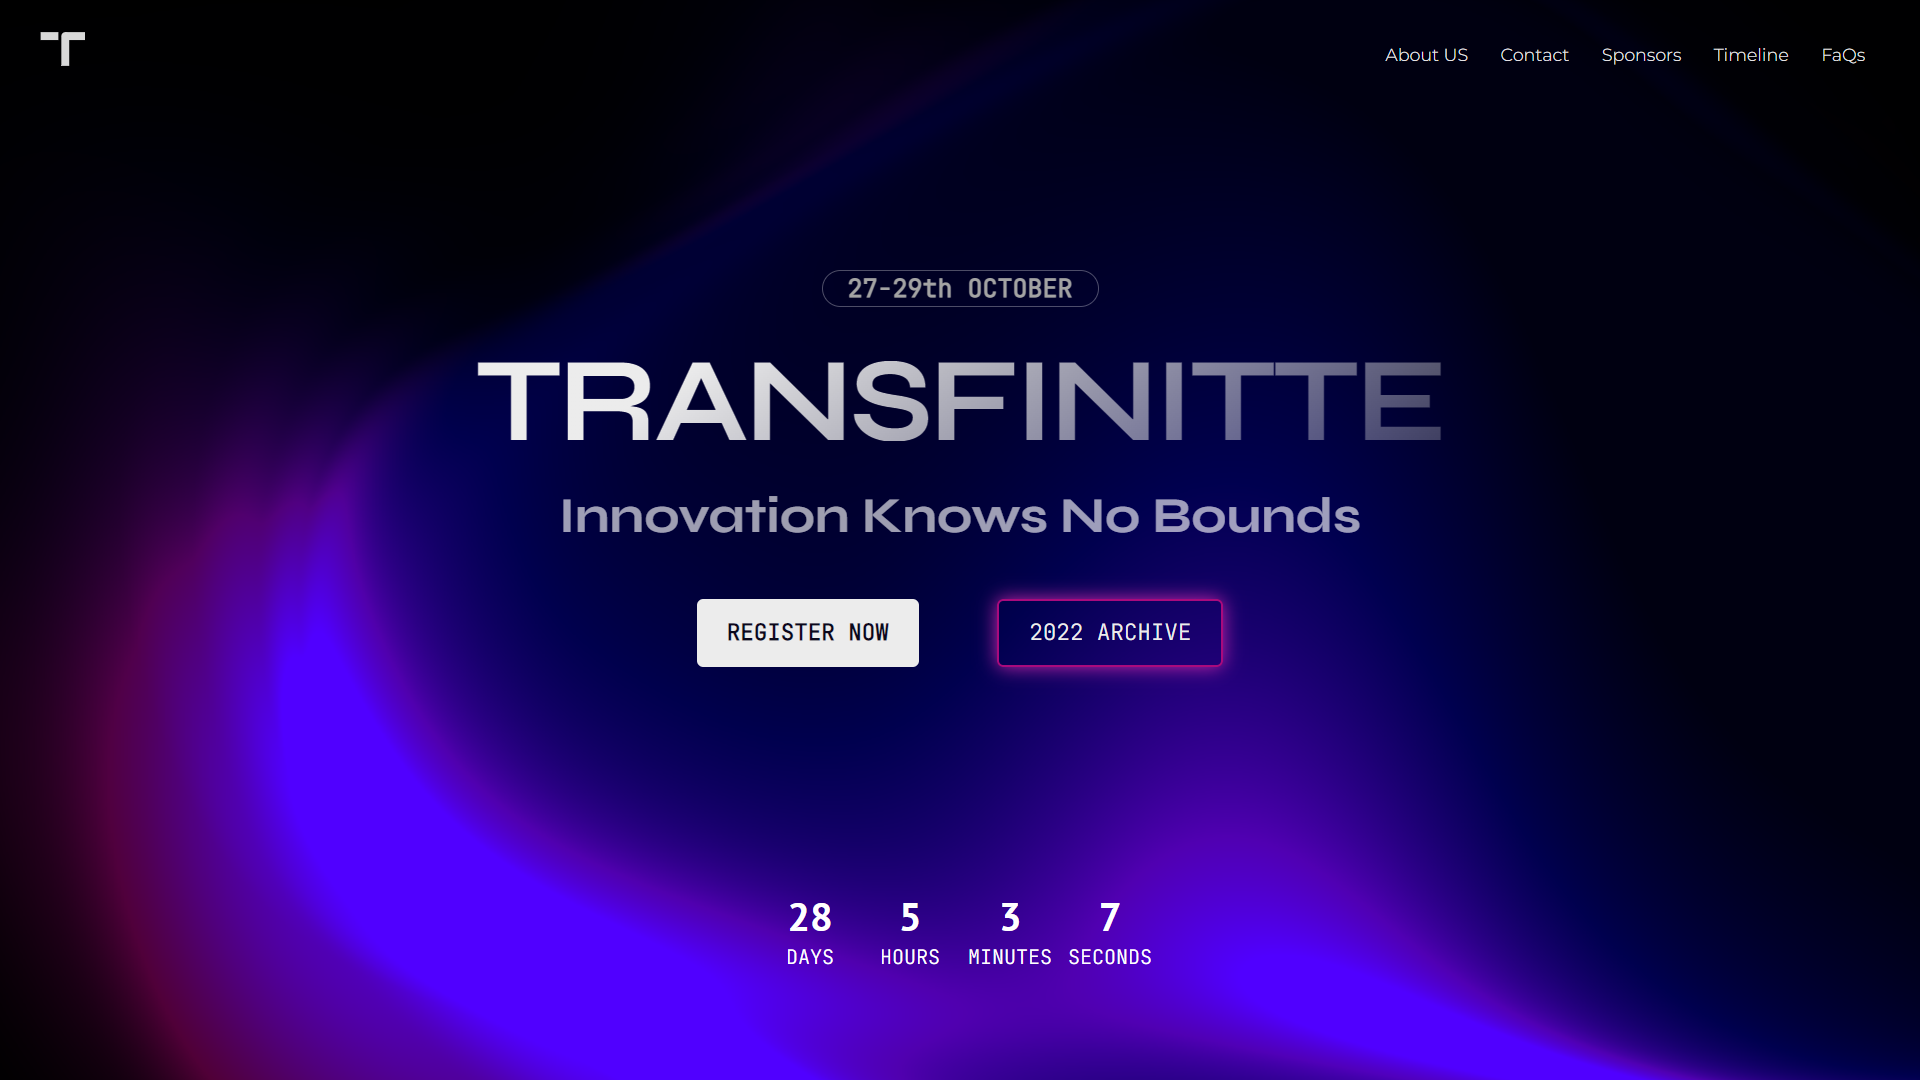 T
About US Contact Sponsors Timeline FaQs
27-29th OCTOBER
TRANSFINITTE
Innovation Knows No Bounds
REGISTER NOW 2022 ARCHIVE
28 5 3 7
DAYS HOURS MINUTES SECONDS